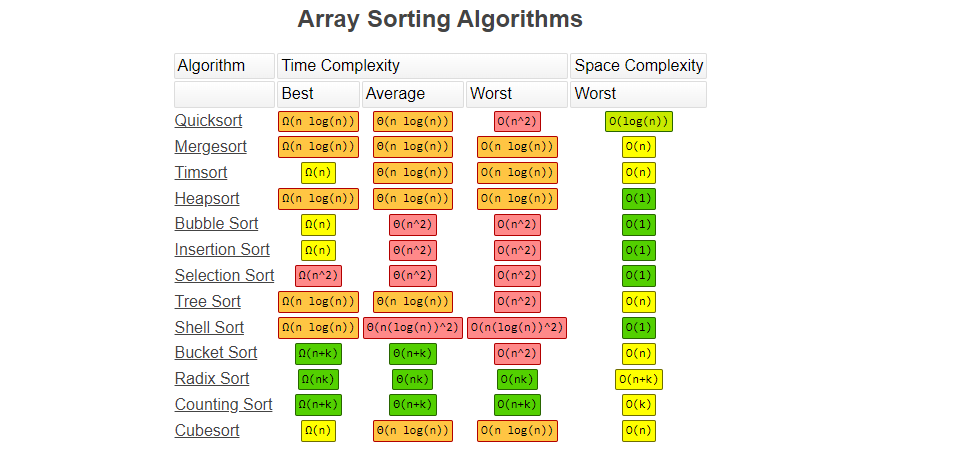 Array Sorting Algorithms
Algorithm Time Complexity Space Complexity
Best Average Worst Worst
Quicksort Ω(n log(n)) Θ(n log(n)) O(n^2) O(log(n))
Mergesort Ω(n log(n)) Θ(n log(n)) O(n log(n)) O(n)
Timsort Ω(n) Θ(n log(n)) O(n log(n)) O(n)
Heapsort Ω(n log(n)) Θ(n log(n)) O(n log(n)) O(1)
Bubble Sort Ω(n) Θ(n^2) O(n^2) O(1)
Insertion Sort Ω(n) Θ(n^2) O(n^2) O(1)
Selection Sort Ω(n^2) Θ(n^2) O(n^2) O(1)
Tree Sort Ω(n log(n)) Θ(n log(n)) O(n^2) O(n)
Shell Sort Ω(n log(n)) Θ(n(log(n))^2) O(n(log(n))^2) O(1)
Bucket Sort Ω(n+k) Θ(n+k) O(n^2) O(n)
Radix Sort Ω(nk) Θ(nk) O(nk) O(n+k)
Counting Sort Ω(n+k) Θ(n+k) O(n+k) O(k)
Cubesort Ω(n) Θ(n log(n)) O(n log(n)) O(n)